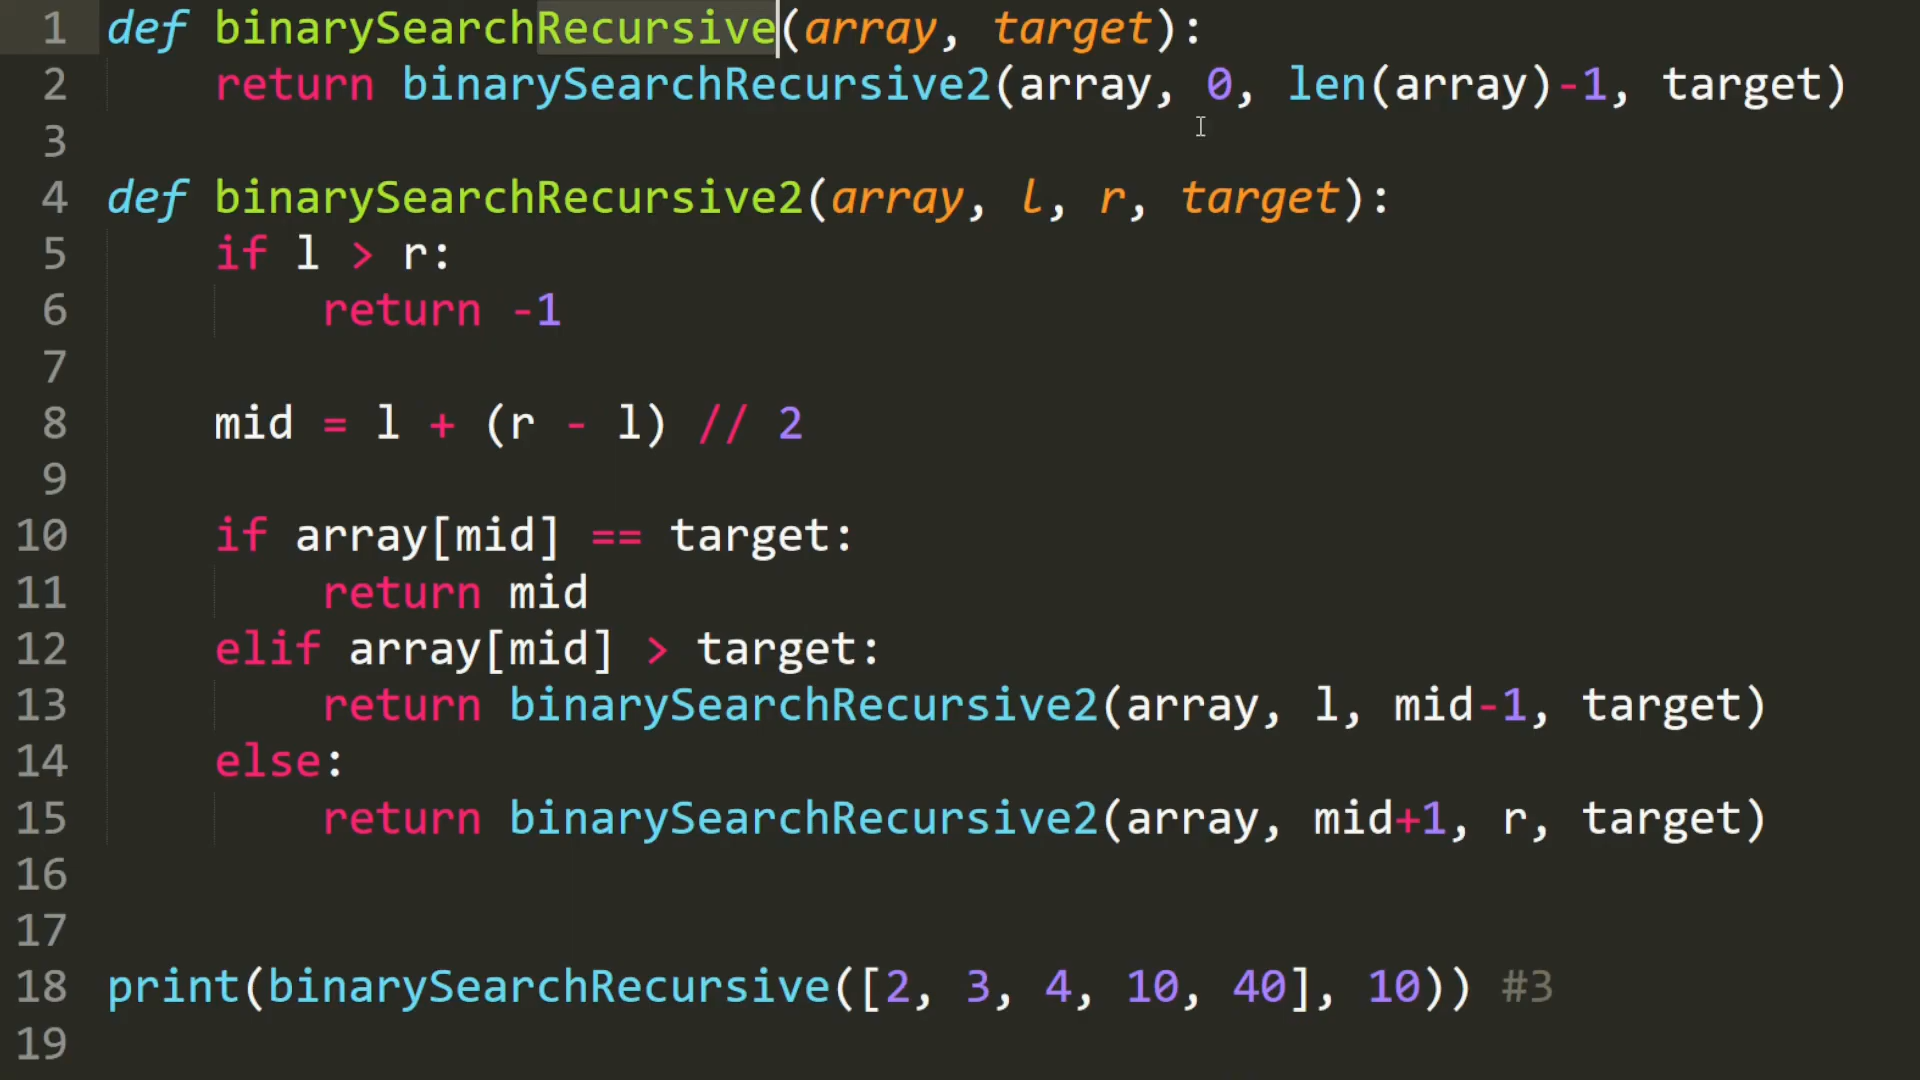 1 def binarySearchRecursive(array, target):
2     return binarySearchRecursive2(array, 0, len(array)-1, target)
3
4 def binarySearchRecursive2(array, l, r, target):
5     if l > r:
6         return -1
7
8     mid = l + (r - l) // 2
9
10     if array[mid] == target:
11         return mid
12     elif array[mid] > target:
13         return binarySearchRecursive2(array, l, mid-1, target)
14     else:
15         return binarySearchRecursive2(array, mid+1, r, target)
16
17
18 print(binarySearchRecursive([2, 3, 4, 10, 40], 10)) #3
19